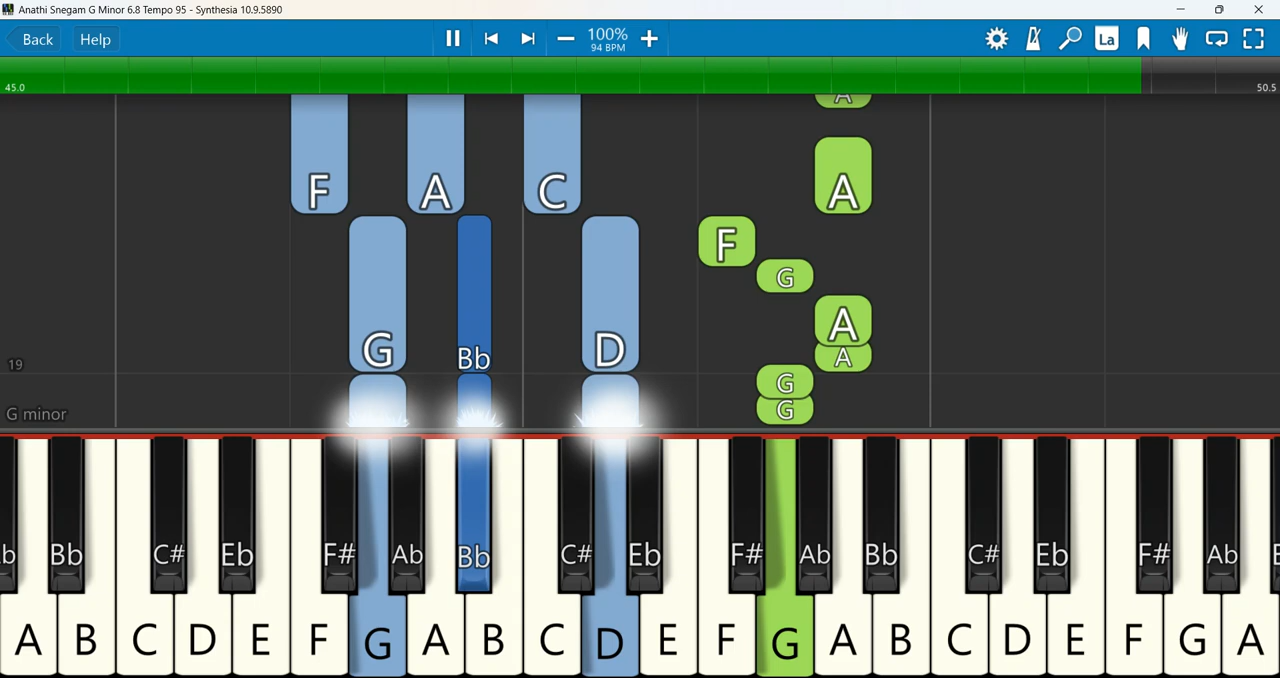 Anathi Snegam G Minor 6.8 Tempo 95 - Synthesia 10.9.5890
Back Help 100% La
94 BPM
45.0 50.5
A
F A C A
F
G
A
G Bb D A
19
G
G
G minor
Bb C# Eb F# Ab Bb C# Eb F# Ab Bb C# Eb F# Ab
A B C D E F G A B C D E F G A B C D E F G A